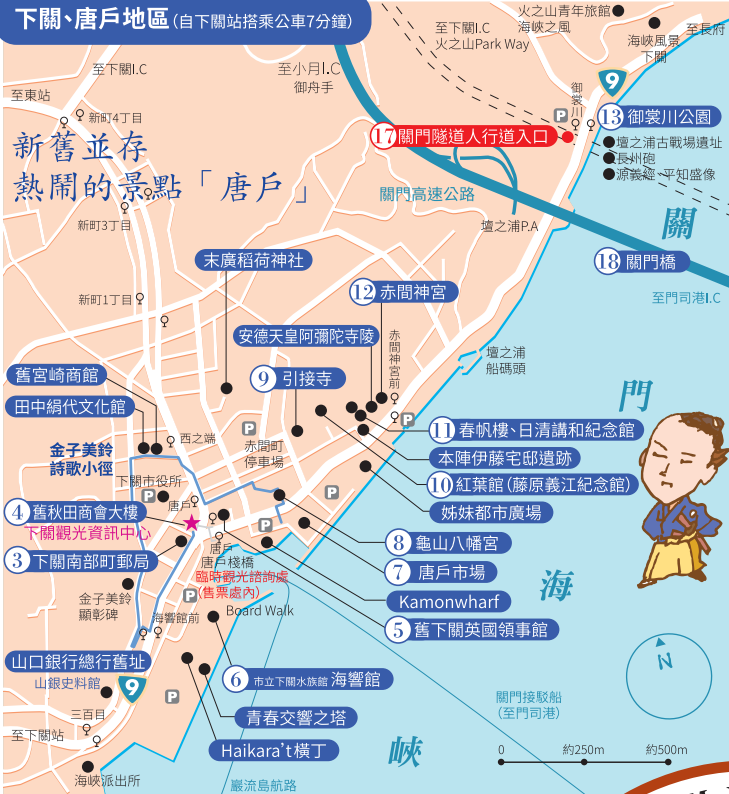 下關、唐戶地區(自下關站搭乘公車7分鐘)
火之山青年旅館
海峽之風
至下關I.C
火之山Park Way
海峽風景
下關
至長府
至下關I.C
至小月I.C
御舟手
至東站
新町4丁目
9
御裳川
P
⑬ 御裳川公園
⑰ 關門隧道人行道入口
壇之浦古戰場遺址
長州砲
源義經・平知盛像
新舊並存
熱鬧的景點「唐戶」
關門高速公路
新町3丁目
壇之浦P.A
關
⑱ 關門橋
末廣稻荷神社
⑫ 赤間神宮
至門司港I.C
新町1丁目
安德天皇阿彌陀寺陵
赤間神宮前
壇之浦
船碼頭
舊宮崎商館
⑨ 引接寺
門
田中絹代文化館
西之端
P
赤間町
停車場
P
⑪ 春帆樓、日清講和紀念館
金子美鈴
詩歌小徑
本陣伊藤宅邸遺跡
下關市役所
P
⑩ 紅葉館(藤原義江紀念館)
唐戶
P
④ 舊秋田商會大樓
姊妹都市廣場
下關觀光資訊中心
P
⑧ 龜山八幡宮
③ 下關南部町郵局
唐戶
唐戶棧橋
⑦ 唐戶市場
海
臨時觀光諮詢處
(售票處內)
金子美鈴
顯彰碑
P
Kamonwharf
Board Walk
海響館前
⑤ 舊下關英國領事館
山口銀行總行舊址
N
山銀史料館
9
P
⑥ 市立下關水族館 海響館
關門接駁船
(至門司港)
三百目
青春交響之塔
至下關站
Haikara't橫丁
峽
0 約250m 約500m
海峽派出所
巖流島航路